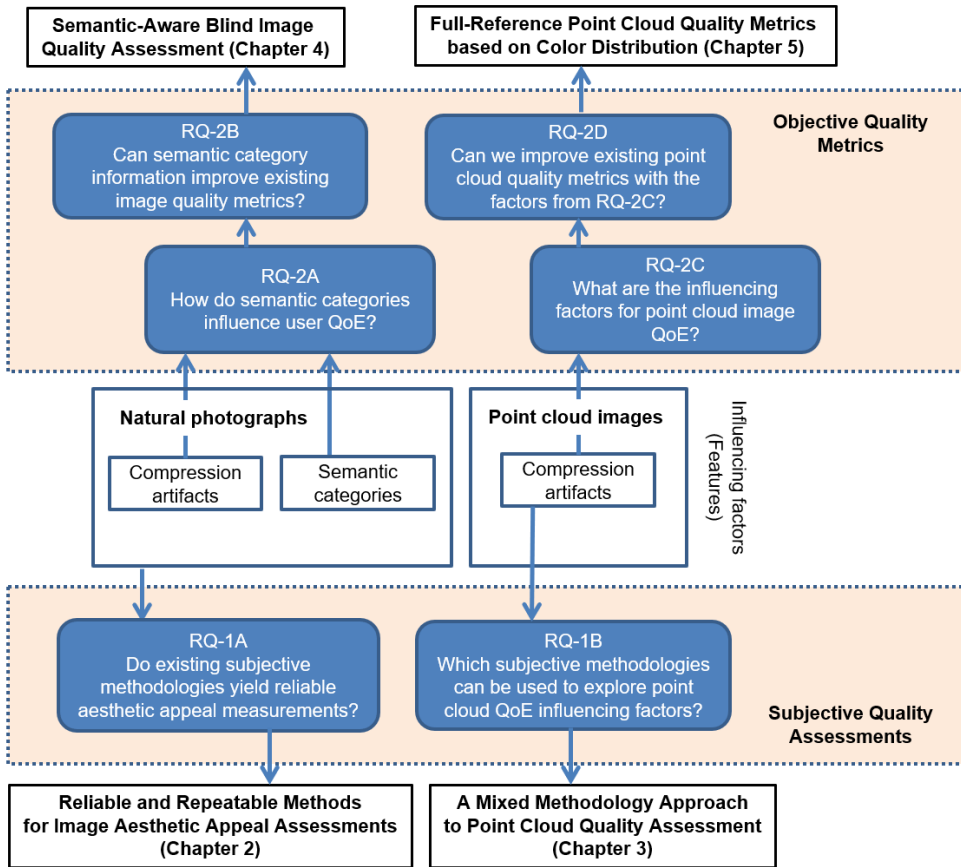 Semantic-Aware Blind Image
Quality Assessment (Chapter 4)
Full-Reference Point Cloud Quality Metrics
based on Color Distribution (Chapter 5)
Objective Quality
Metrics
RQ-2B
Can semantic category
information improve existing
image quality metrics?
RQ-2D
Can we improve existing point
cloud quality metrics with the
factors from RQ-2C?
RQ-2A
How do semantic categories
influence user QoE?
RQ-2C
What are the influencing
factors for point cloud image
QoE?
Natural photographs
Compression
artifacts
Semantic
categories
Point cloud images
Compression
artifacts
Influencing factors
(Features)
RQ-1A
Do existing subjective
methodologies yield reliable
aesthetic appeal measurements?
RQ-1B
Which subjective methodologies
can be used to explore point
cloud QoE influencing factors?
Subjective Quality
Assessments
Reliable and Repeatable Methods
for Image Aesthetic Appeal Assessments
(Chapter 2)
A Mixed Methodology Approach
to Point Cloud Quality Assessment
(Chapter 3)